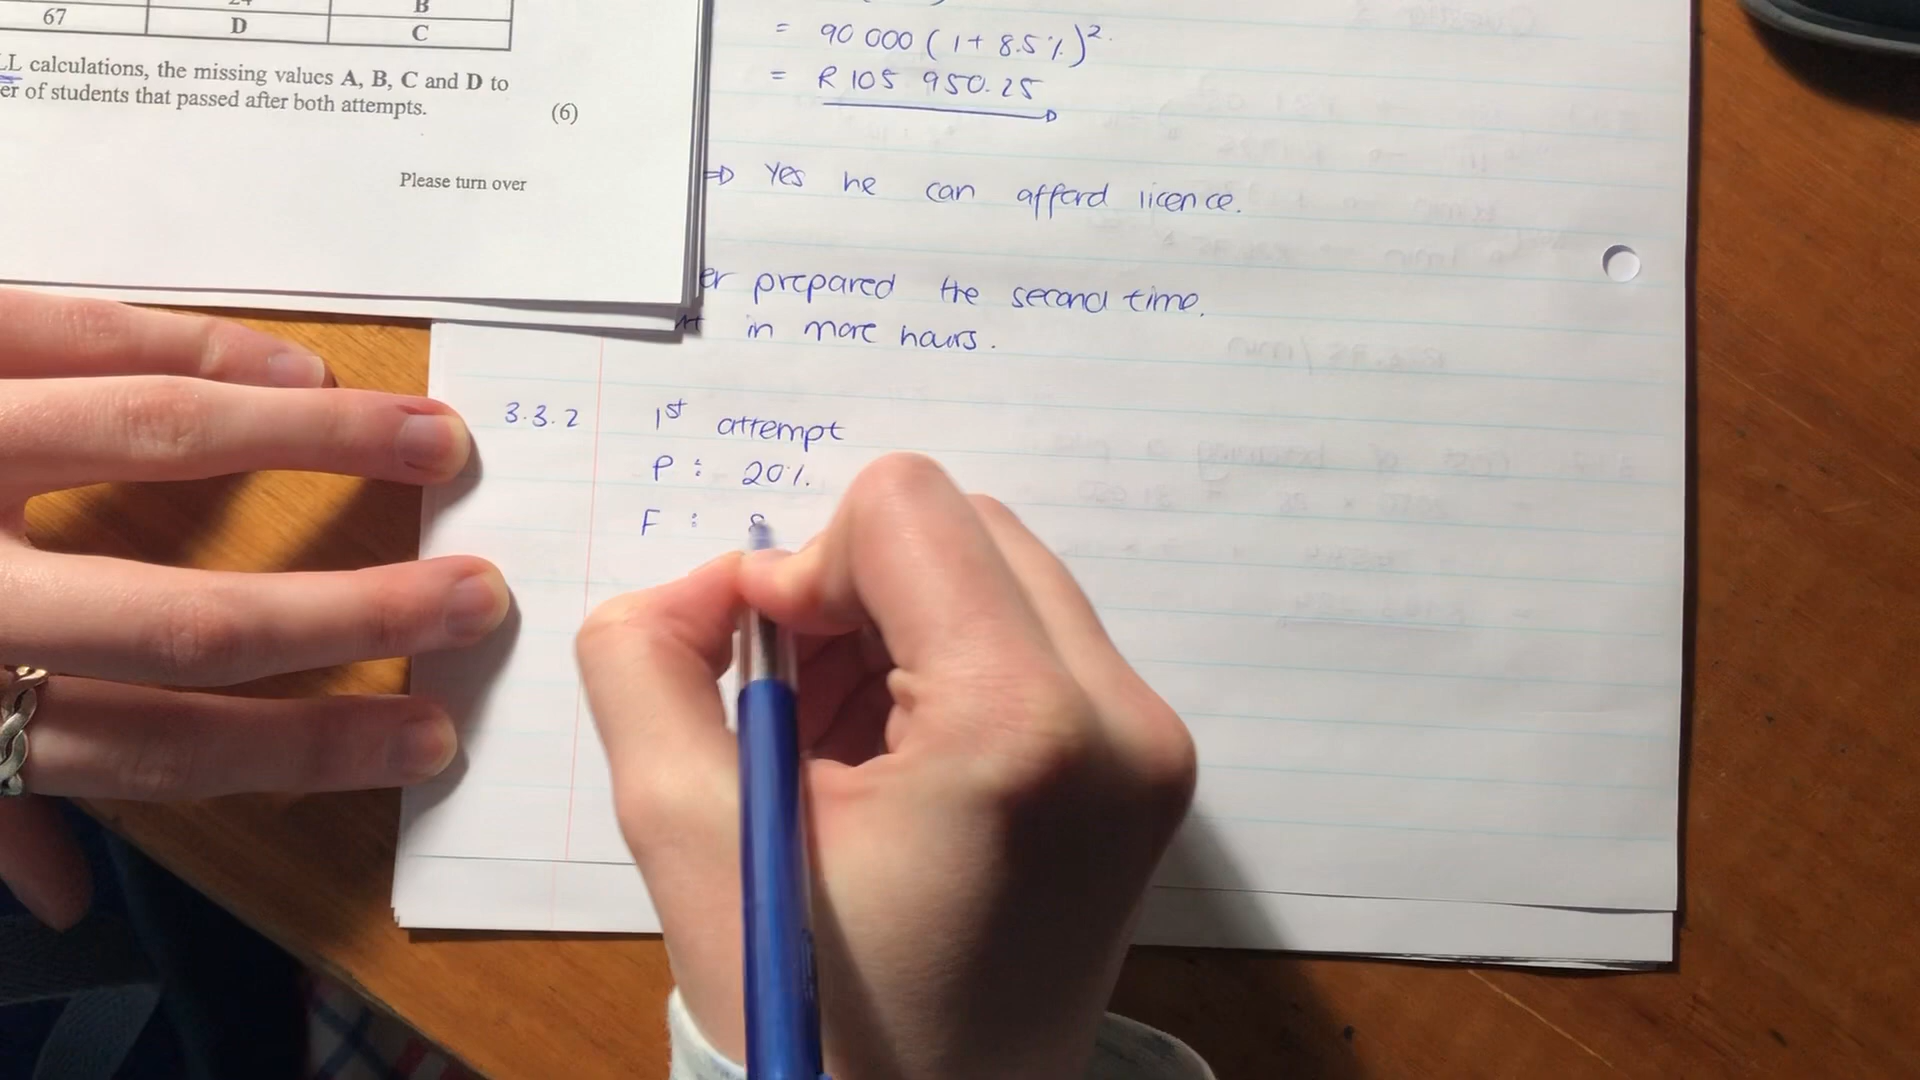 B
67 D C
LL calculations, the missing values A, B, C and D to
er of students that passed after both attempts.
(6)
Please turn over
= 90 000 (1 + 8.5%)².
= R 105 950.25
⇒ Yes he can afford licence.
er prepared the second time.
in more hours.
3.3.2 1st attempt
P : 20%.
F : 8